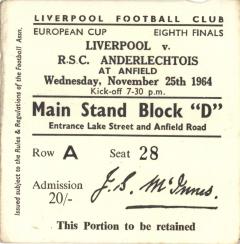 LIVERPOOL FOOTBALL CLUB
EUROPEAN CUP EIGHTH FINALS
LIVERPOOL v.
R.S.C. ANDERLECHTOIS
AT ANFIELD
Wednesday, November 25th 1964
Kick-off 7-30 p.m.
Main Stand Block "D"
Entrance Lake Street and Anfield Road
Row A Seat 28
Admission
20/-
J. S. McInnes.
This Portion to be retained
Issued subject to the Rules & Regulations of the Football Assn.